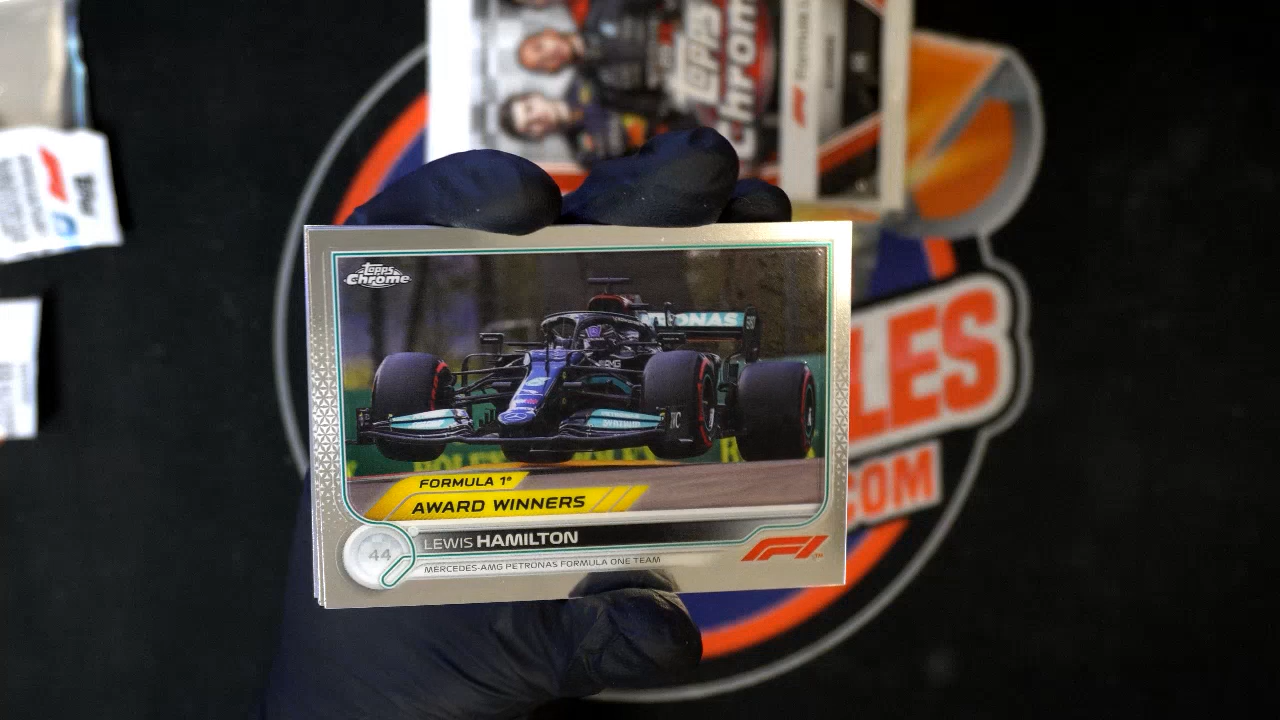 Topps
Chrome
Topps
Chrome
PETRONAS
FORMULA 1®
AWARD WINNERS
44
LEWIS HAMILTON
MERCEDES-AMG PETRONAS FORMULA ONE TEAM
F1
LES
.COM
ROLEX